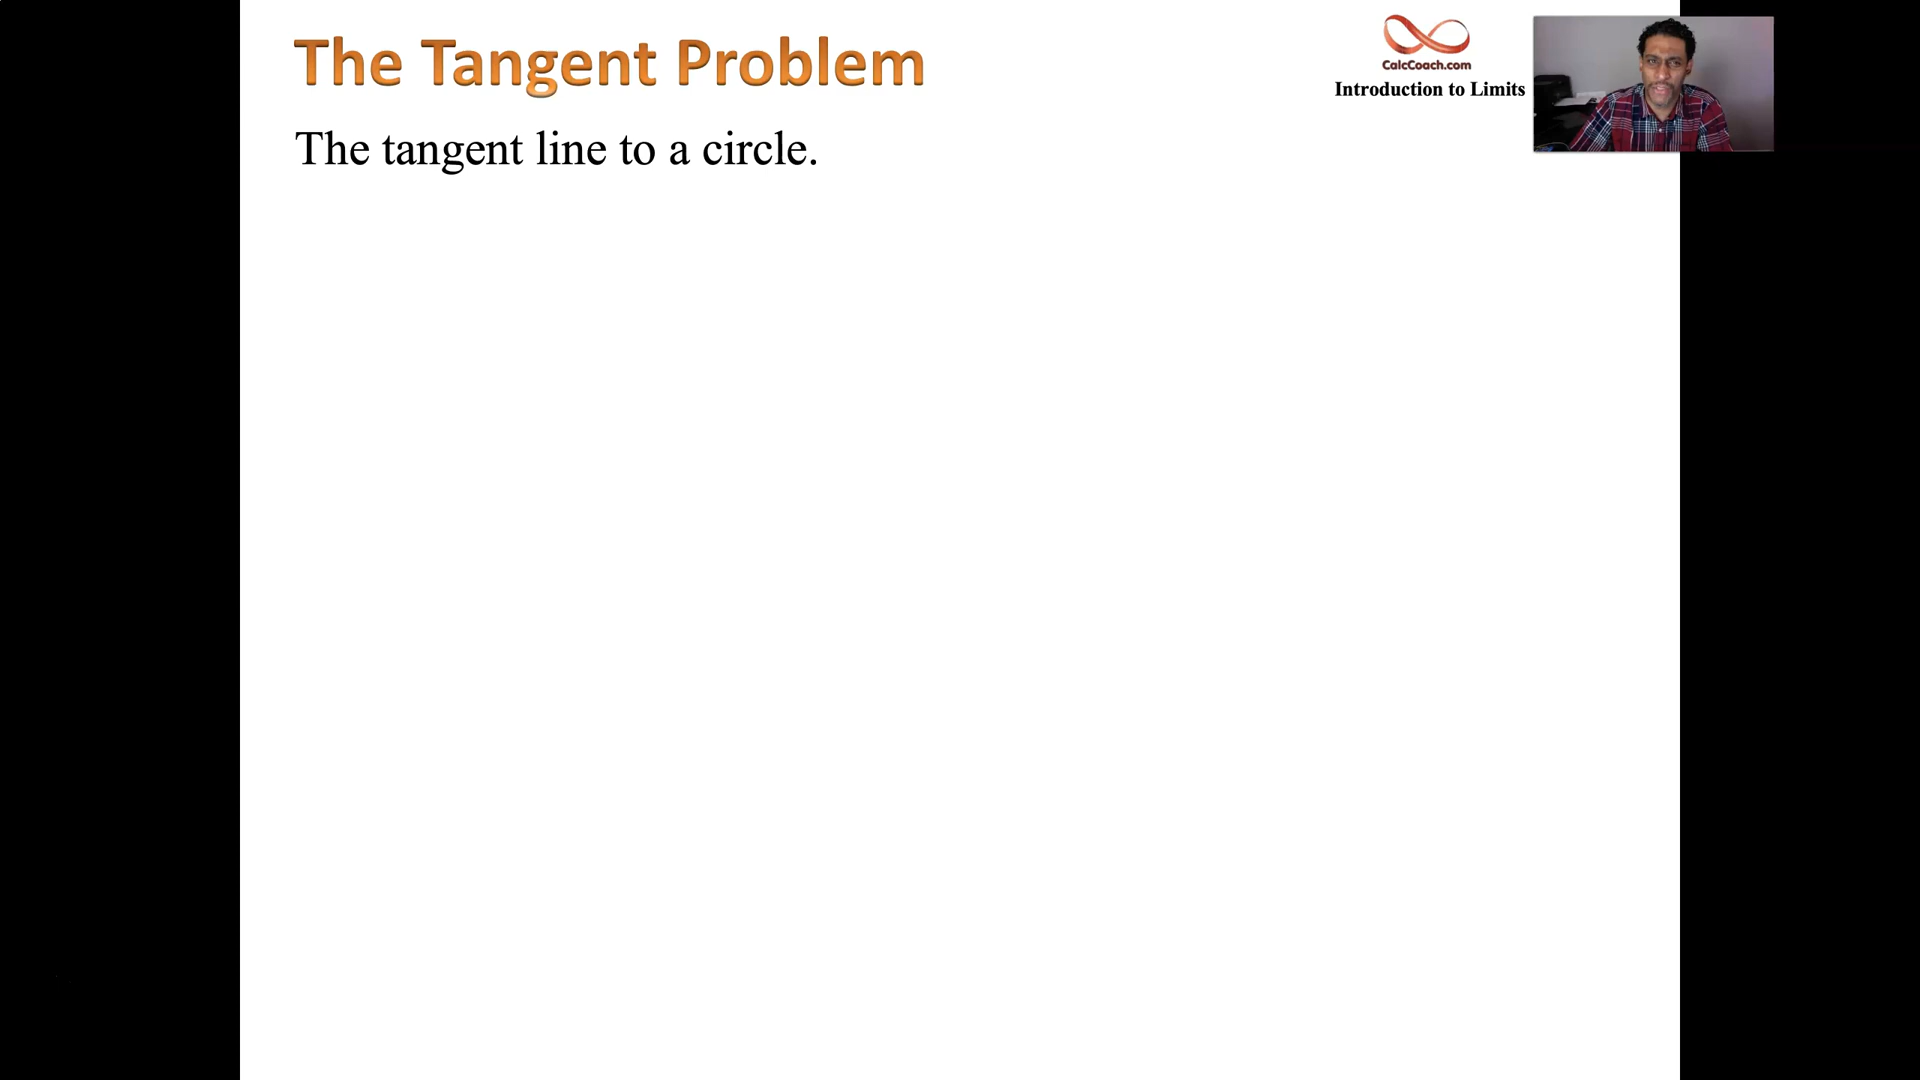 The Tangent Problem
CalcCoach.com
Introduction to Limits
The tangent line to a circle.